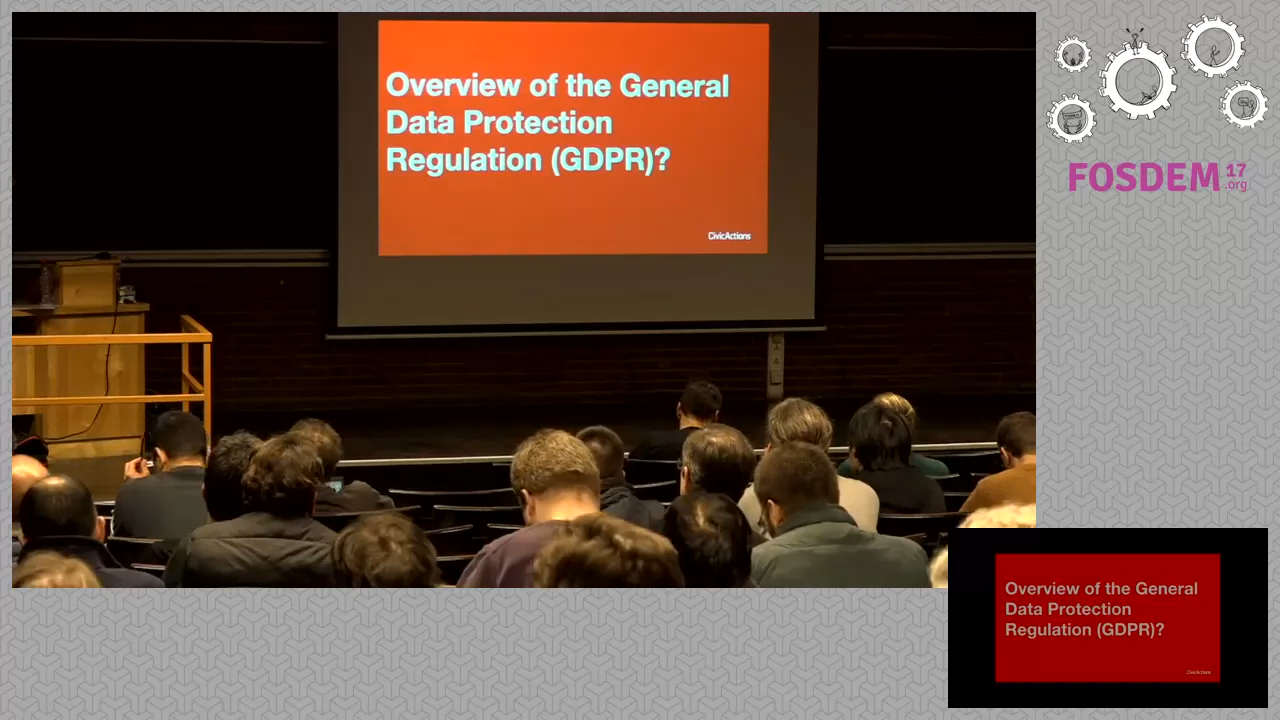 Overview of the General
Data Protection
Regulation (GDPR)?
CivicActions
FOSDEM 17
.org
Overview of the General
Data Protection
Regulation (GDPR)?
CivicActions